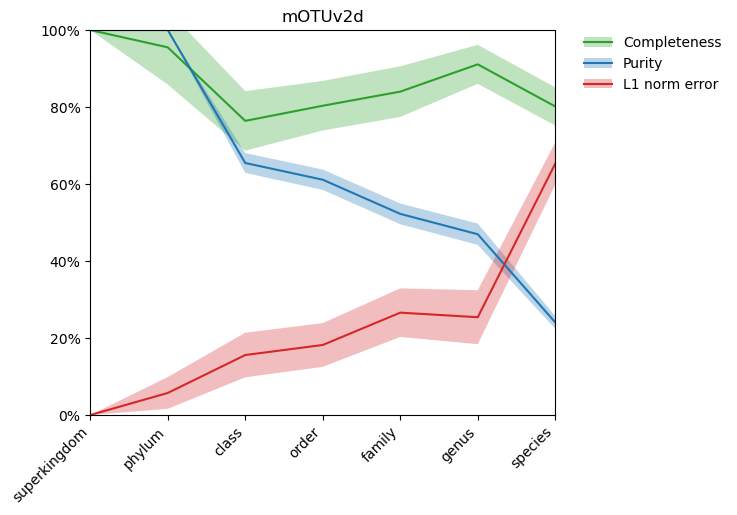 mOTUv2d
100%
80%
60%
40%
20%
0%
superkingdom
phylum
class
order
family
genus
species
Completeness
Purity
L1 norm error